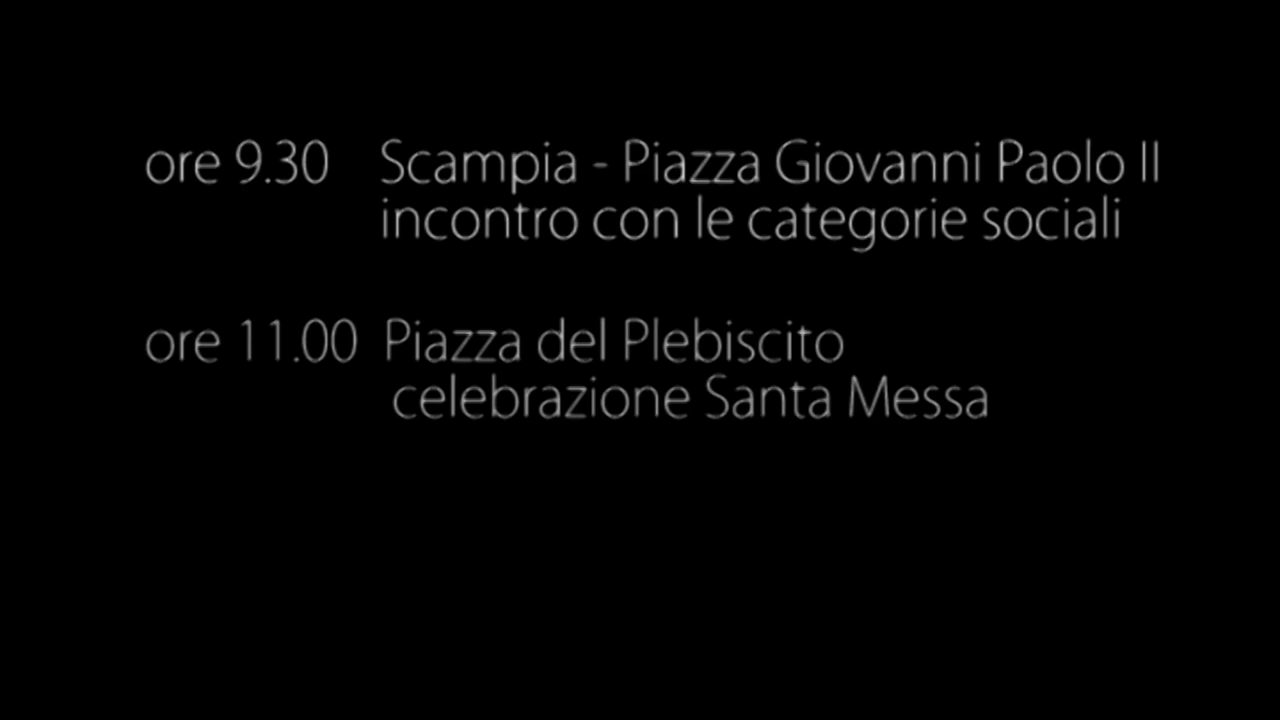 ore 9.30 Scampia - Piazza Giovanni Paolo II
incontro con le categorie sociali
ore 11.00 Piazza del Plebiscito
celebrazione Santa Messa